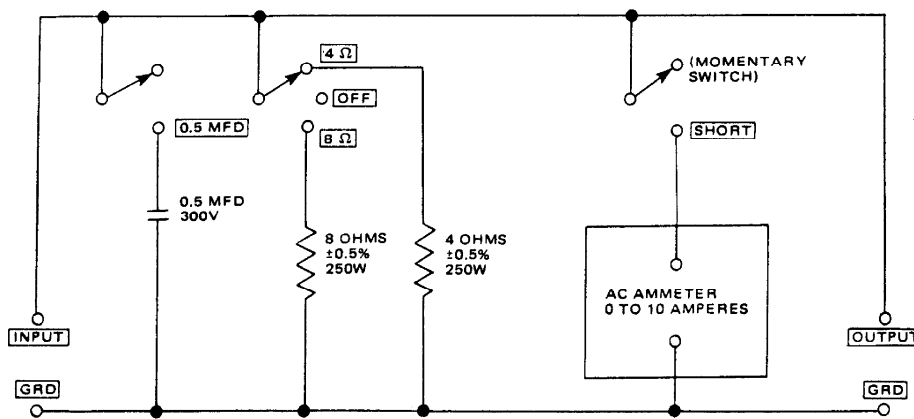 4 Ω
(MOMENTARY
SWITCH)
OFF
0.5 MFD
8 Ω
SHORT
0.5 MFD
300V
8 OHMS
±0.5%
250W
4 OHMS
±0.5%
250W
AC AMMETER
0 TO 10 AMPERES
INPUT
OUTPUT
GRD
GRD